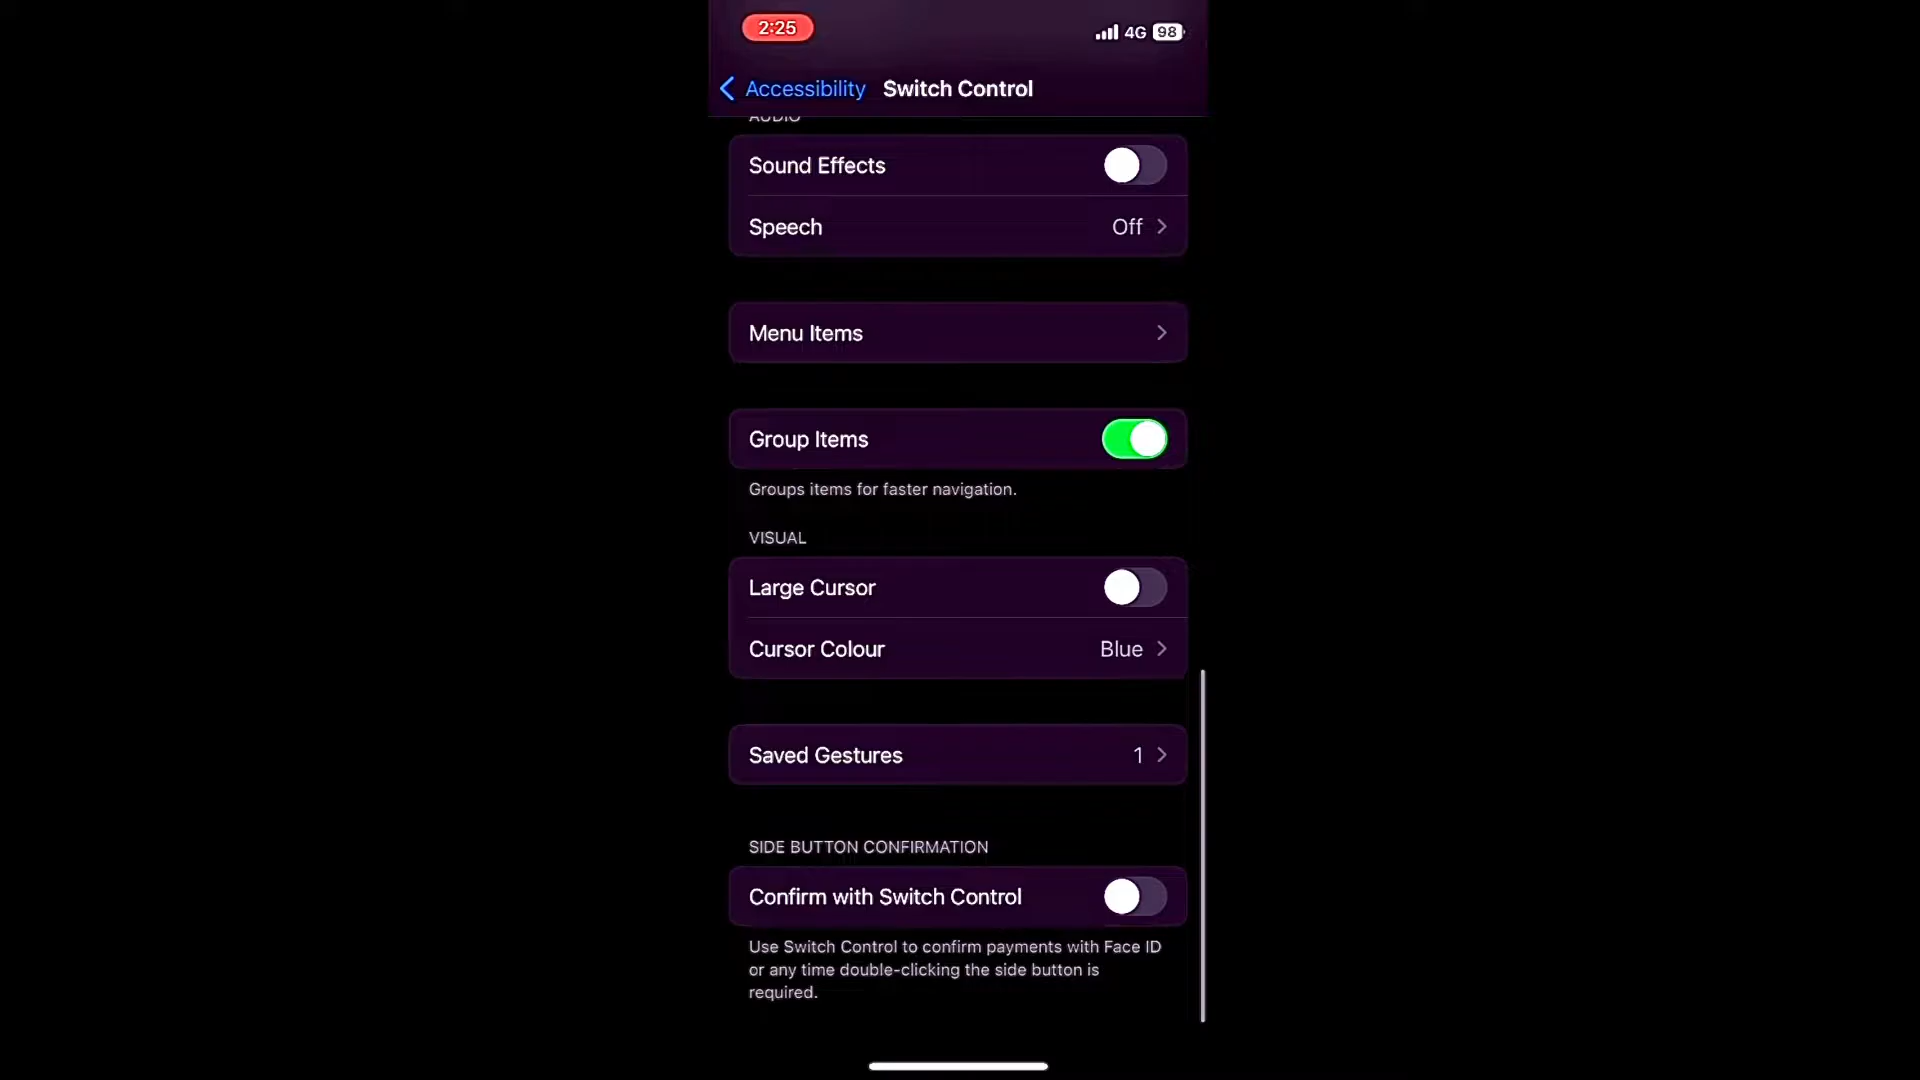 2:25
4G 98
Accessibility Switch Control
AUDIO
Sound Effects
Speech Off
Menu Items
Group Items
Groups items for faster navigation.
VISUAL
Large Cursor
Cursor Colour Blue
Saved Gestures 1
SIDE BUTTON CONFIRMATION
Confirm with Switch Control
Use Switch Control to confirm payments with Face ID
or any time double-clicking the side button is
required.